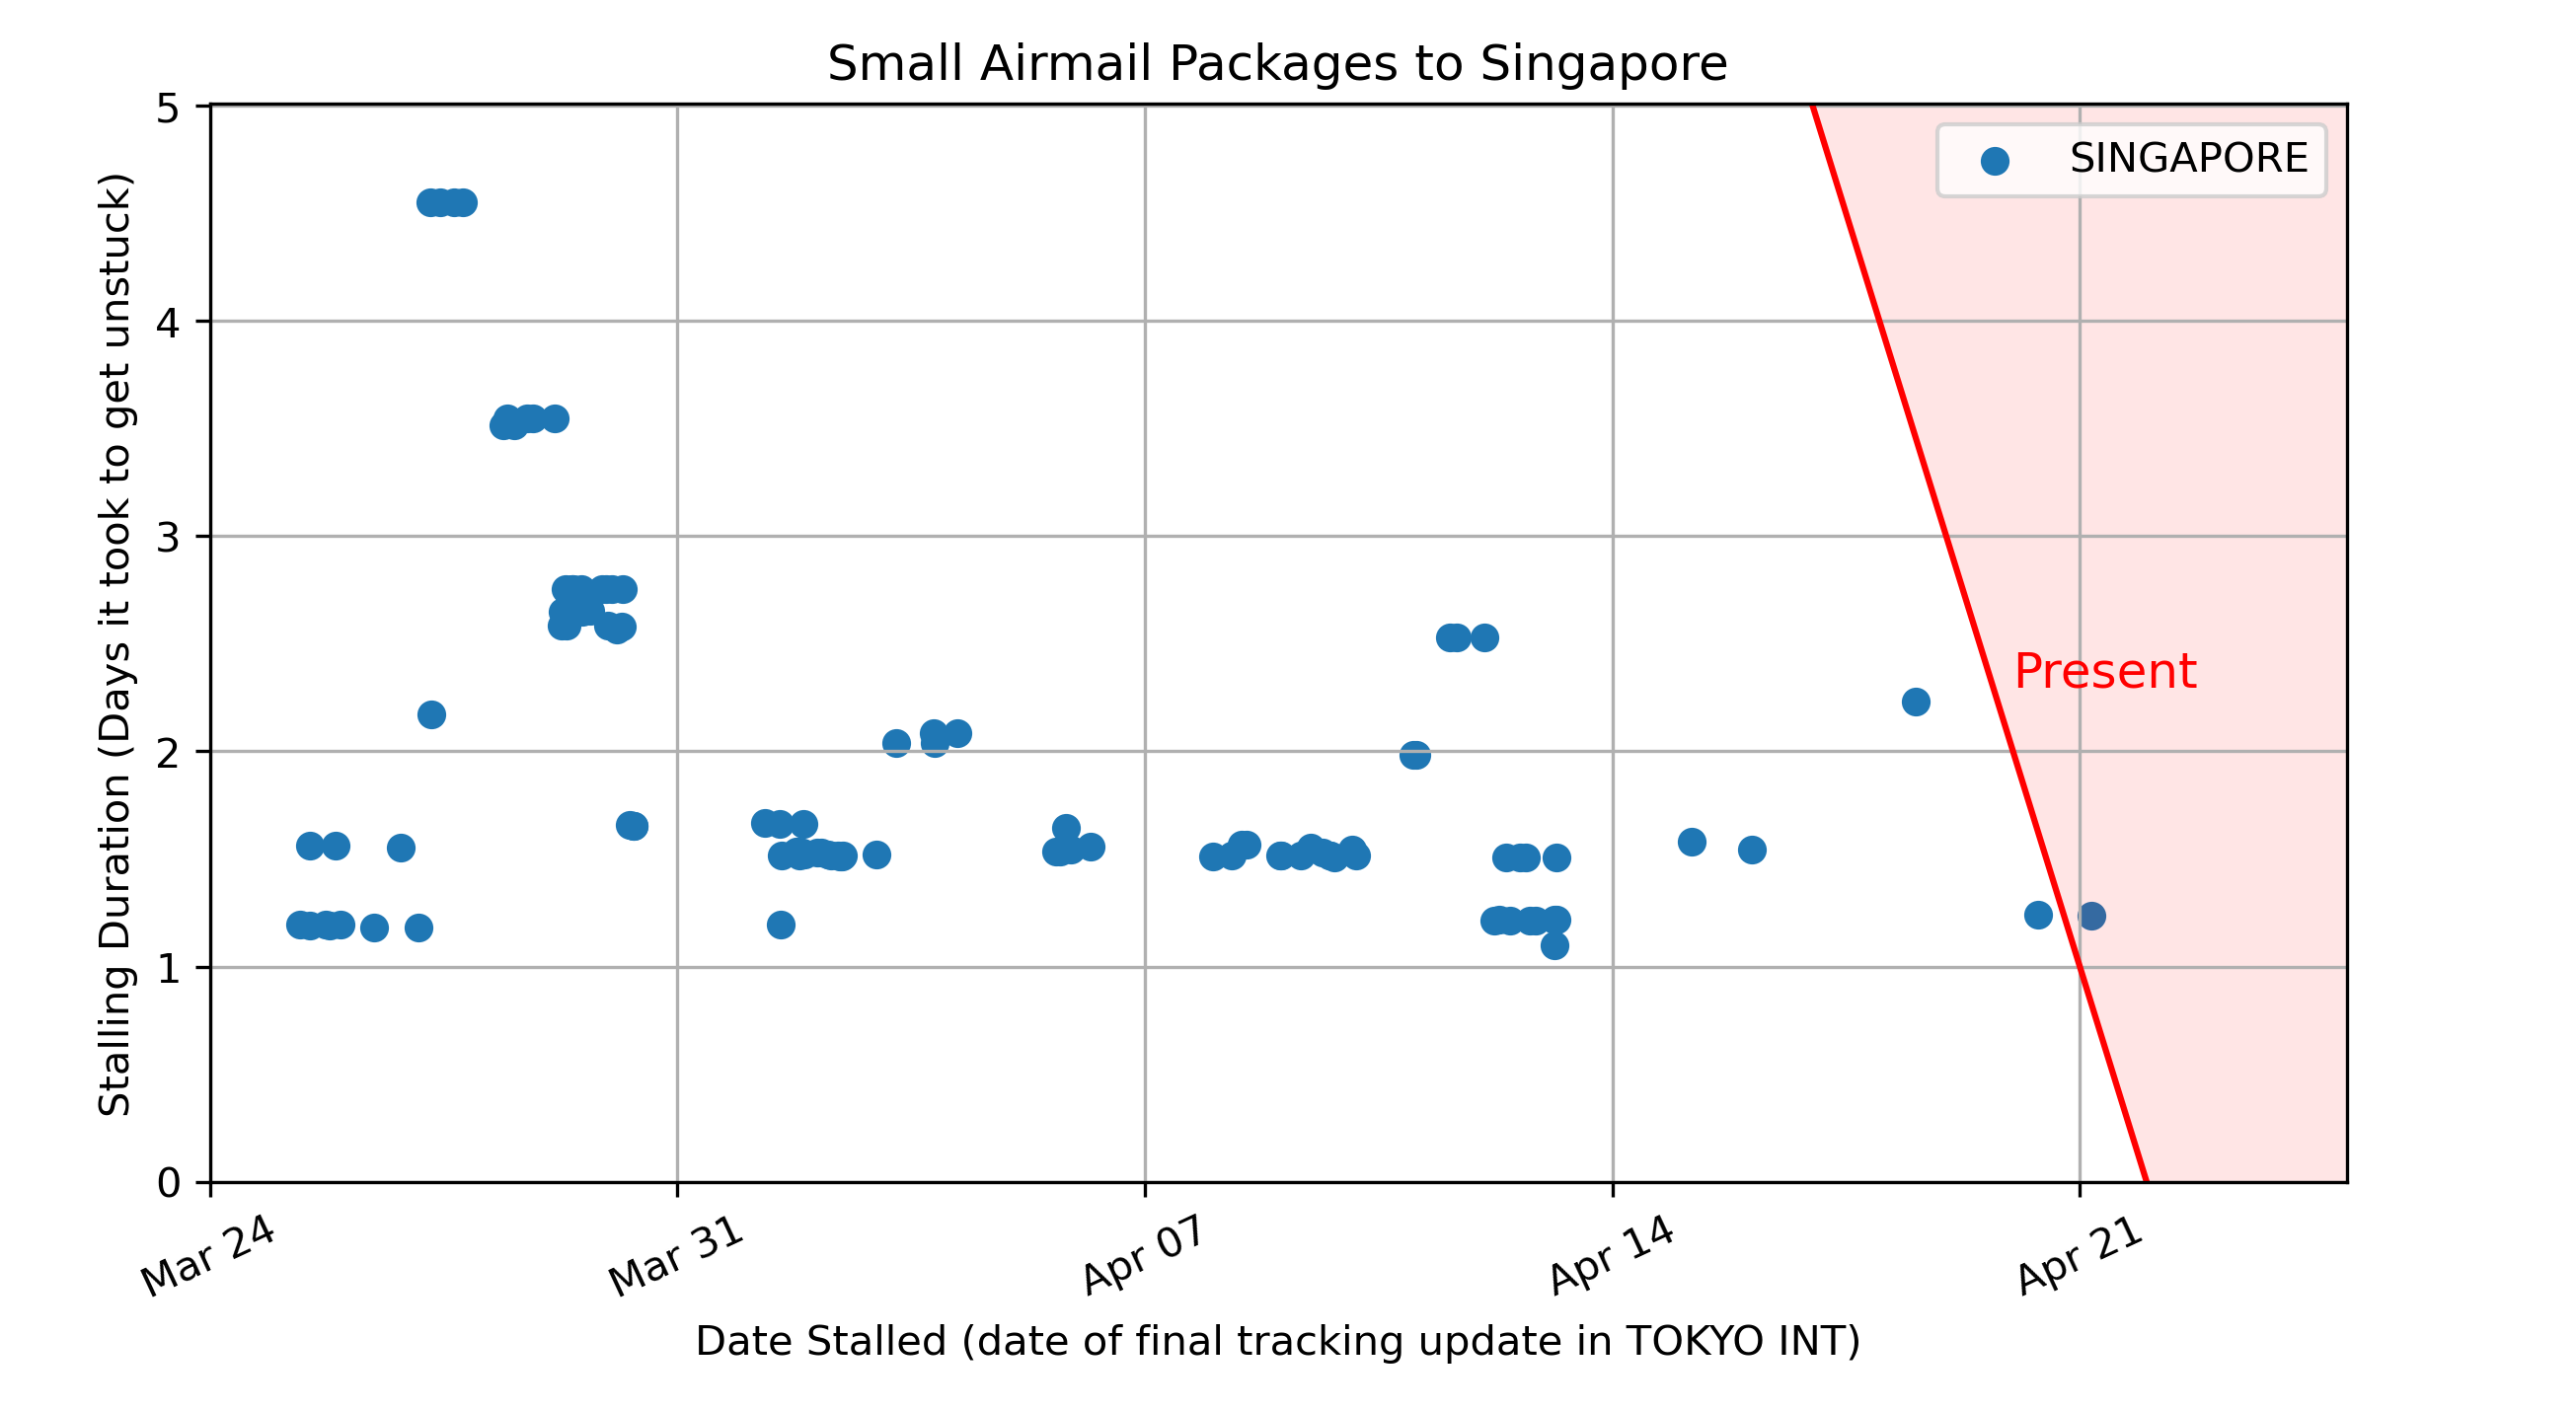 Small Airmail Packages to Singapore
Stalling Duration (Days it took to get unstuck)
5
4
3
2
1
0
SINGAPORE
Present
Mar 24
Mar 31
Apr 07
Apr 14
Apr 21
Date Stalled (date of final tracking update in TOKYO INT)